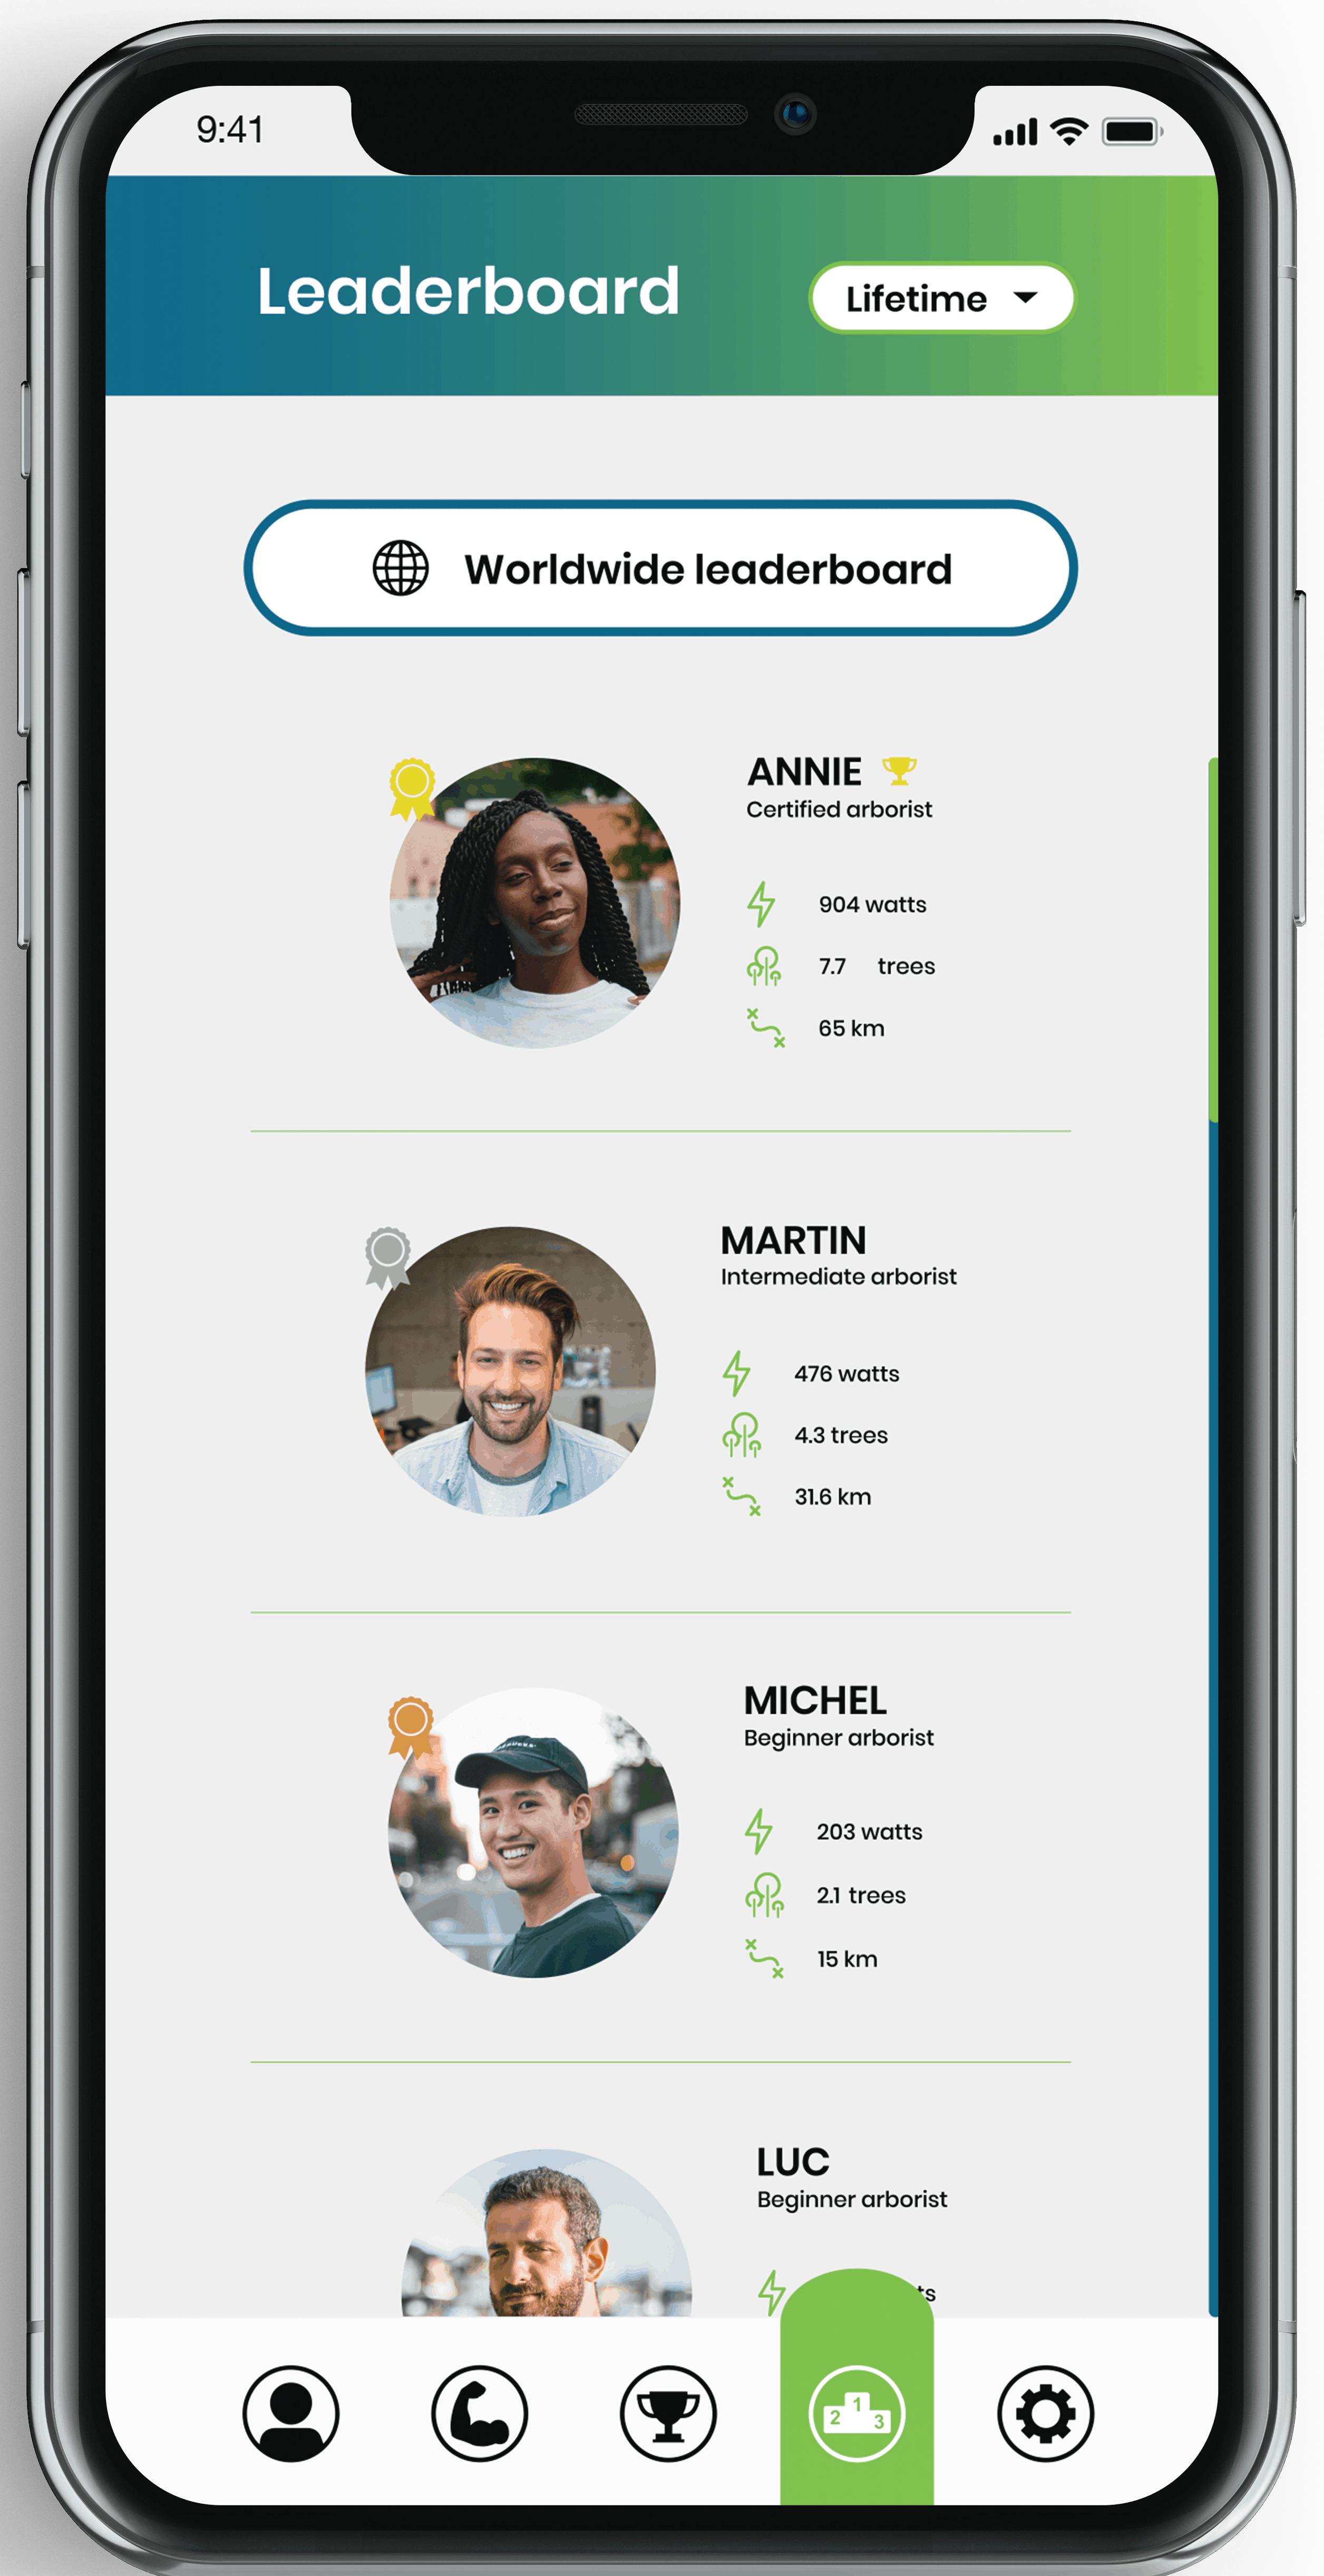 9:41
Leaderboard
Lifetime
Worldwide leaderboard
ANNIE
Certified arborist
904 watts
7.7 trees
65 km
MARTIN
Intermediate arborist
476 watts
4.3 trees
31.6 km
MICHEL
Beginner arborist
203 watts
2.1 trees
15 km
LUC
Beginner arborist
2 1 3